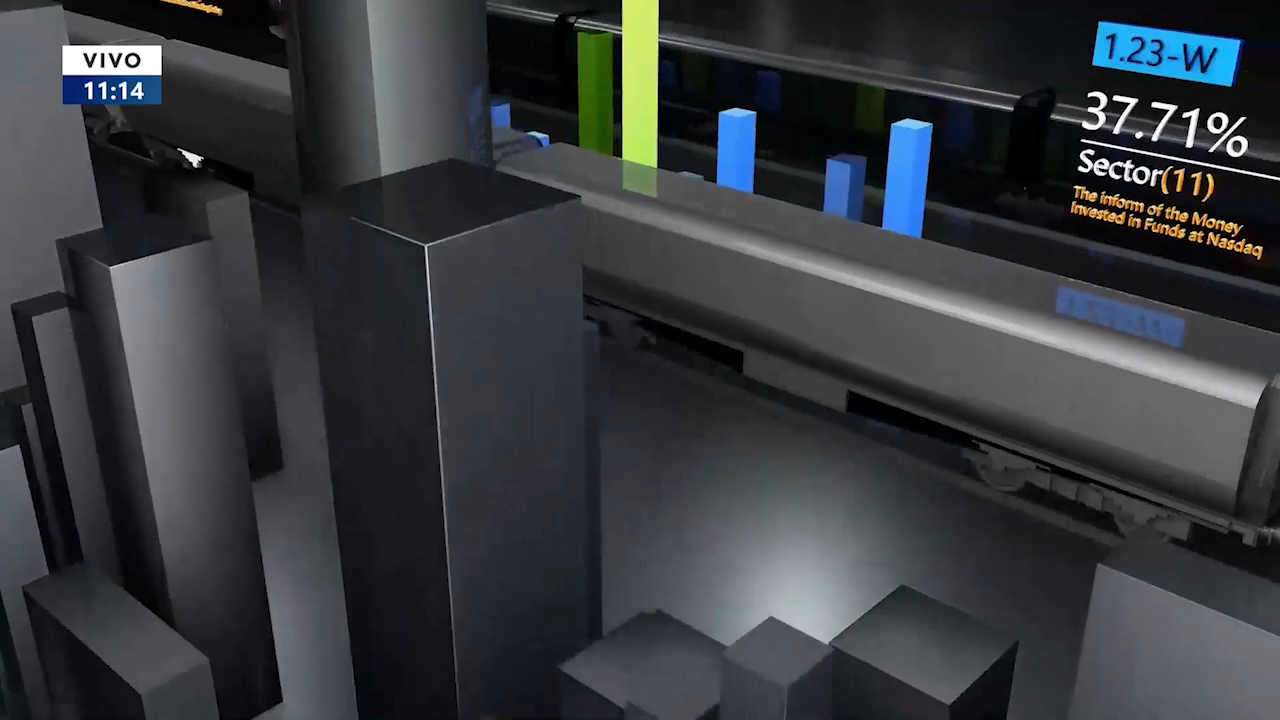 VIVO
11:14
1.23-W
37.71%
Sector(11)
The inform of the Money
Invested in Funds at Nasdaq